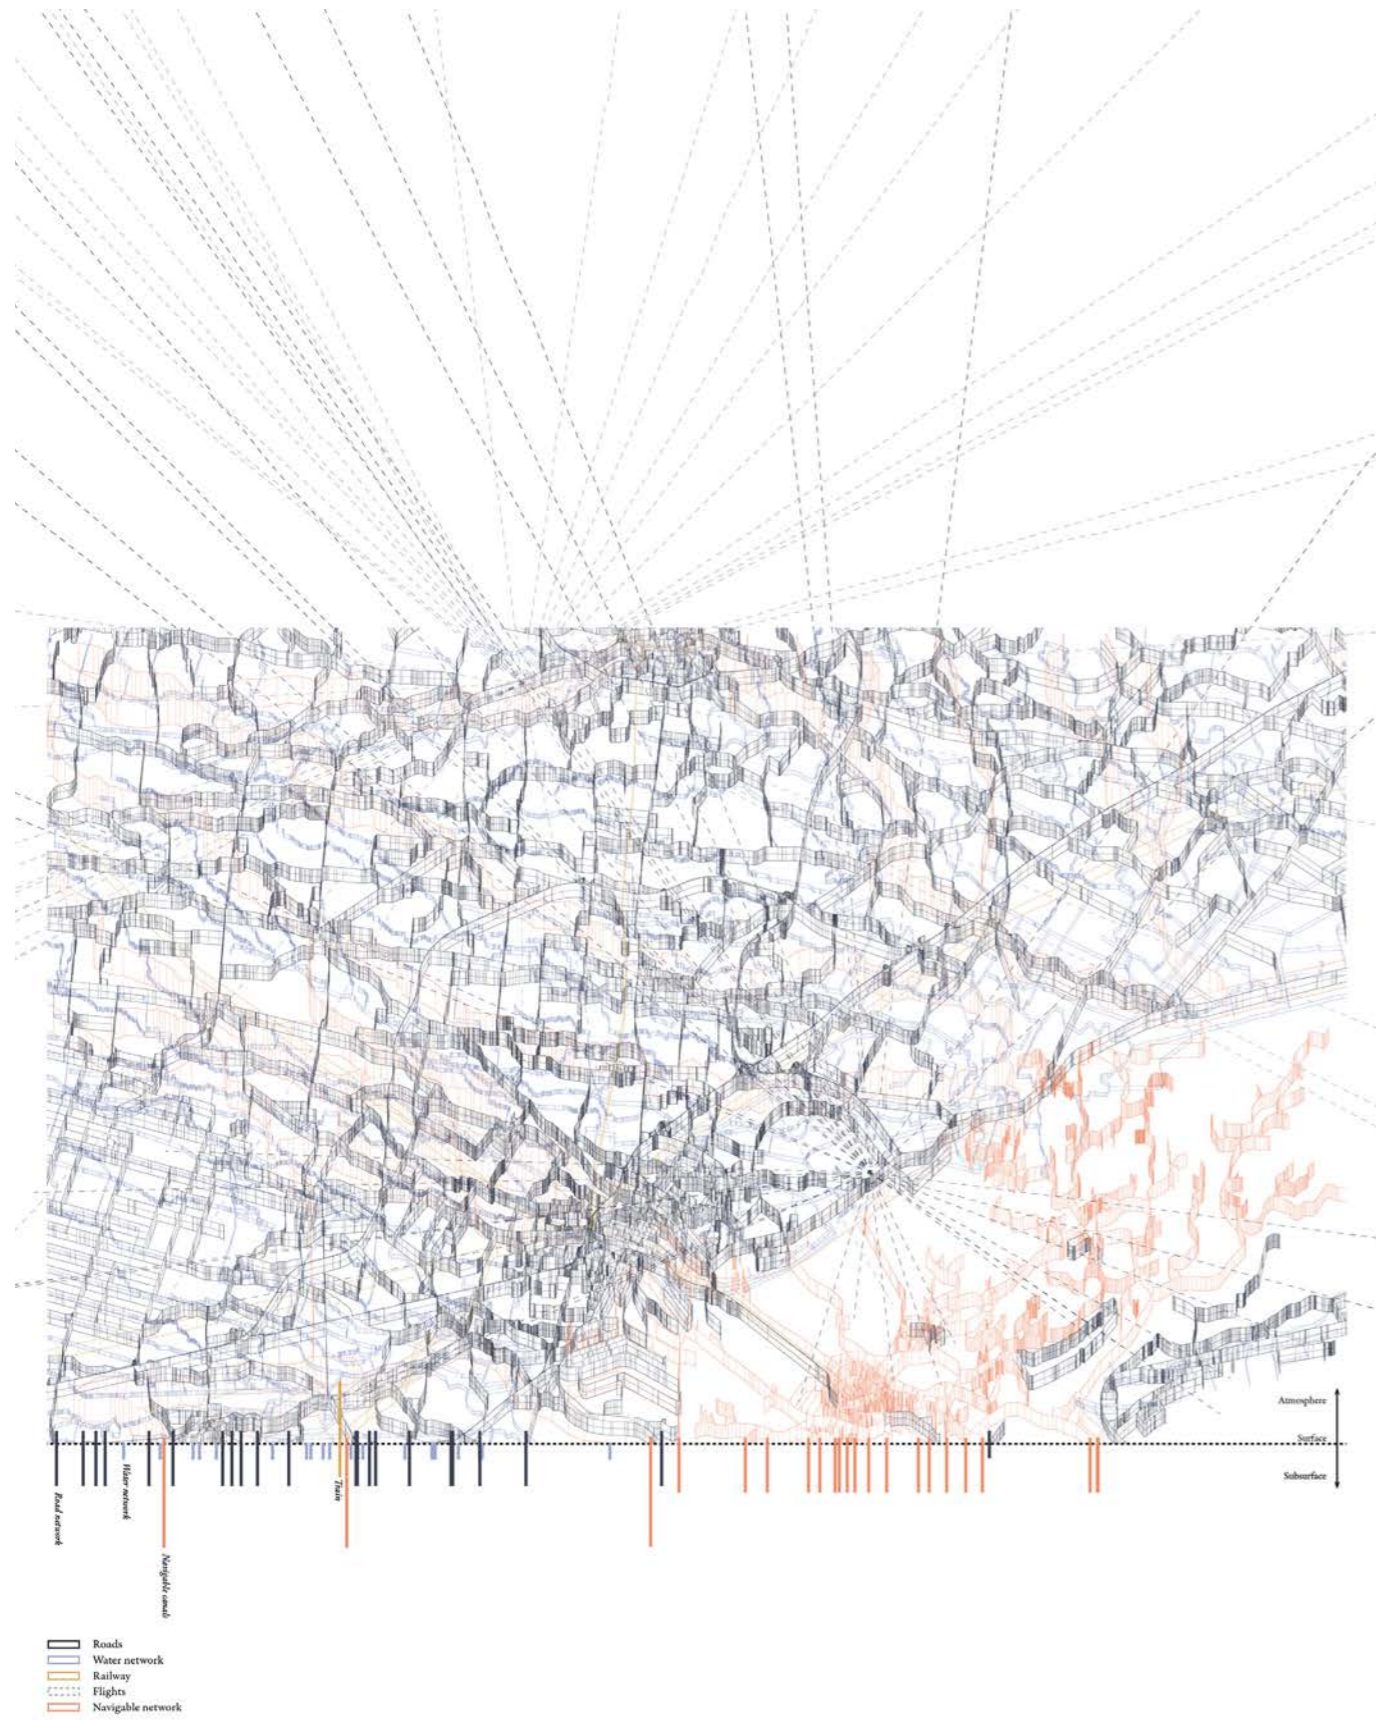 Atmosphere
Surface
Subsurface
Road network
Water network
Train
Navigable canals
Roads
Water network
Railway
Flights
Navigable network